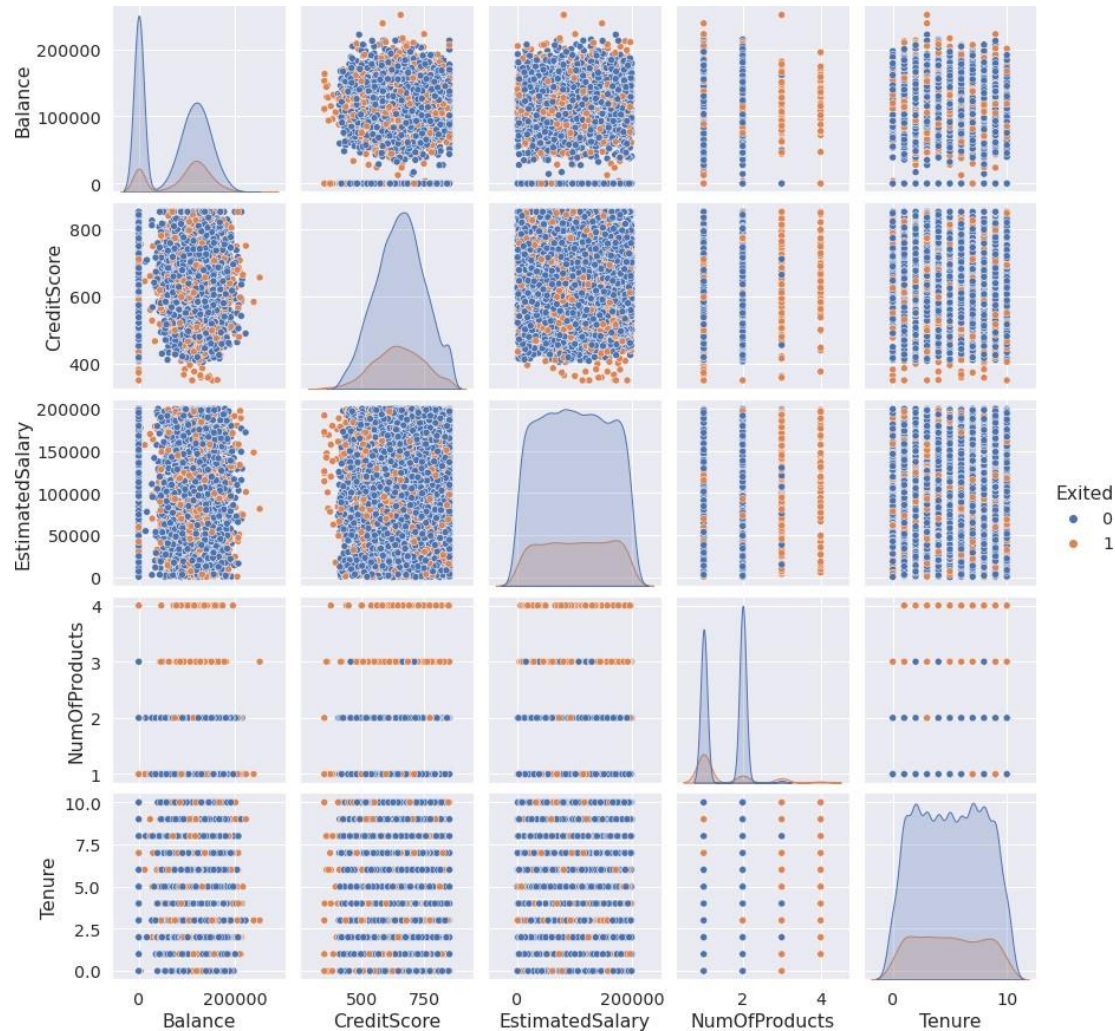 Balance
200000
100000
0
CreditScore
800
600
400
EstimatedSalary
200000
150000
100000
50000
0
Exited
0
1
NumOfProducts
4
3
2
1
Tenure
10.0
7.5
5.0
2.5
0.0
0 200000 500 750 0 200000 2 4 0 10
Balance CreditScore EstimatedSalary NumOfProducts Tenure